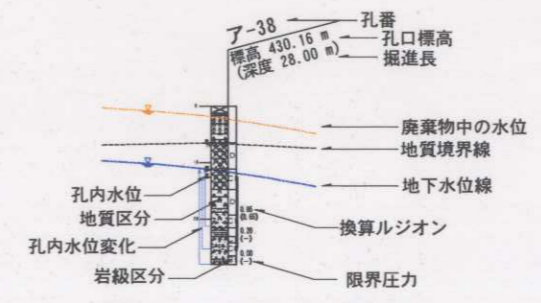 ア-38
標高 430.16 m
(深度 28.00 m)
孔番
孔口標高
掘進長
廃棄物中の水位
地質境界線
地下水位線
孔内水位
地質区分
孔内水位変化
岩級区分
換算ルジオン
限界圧力